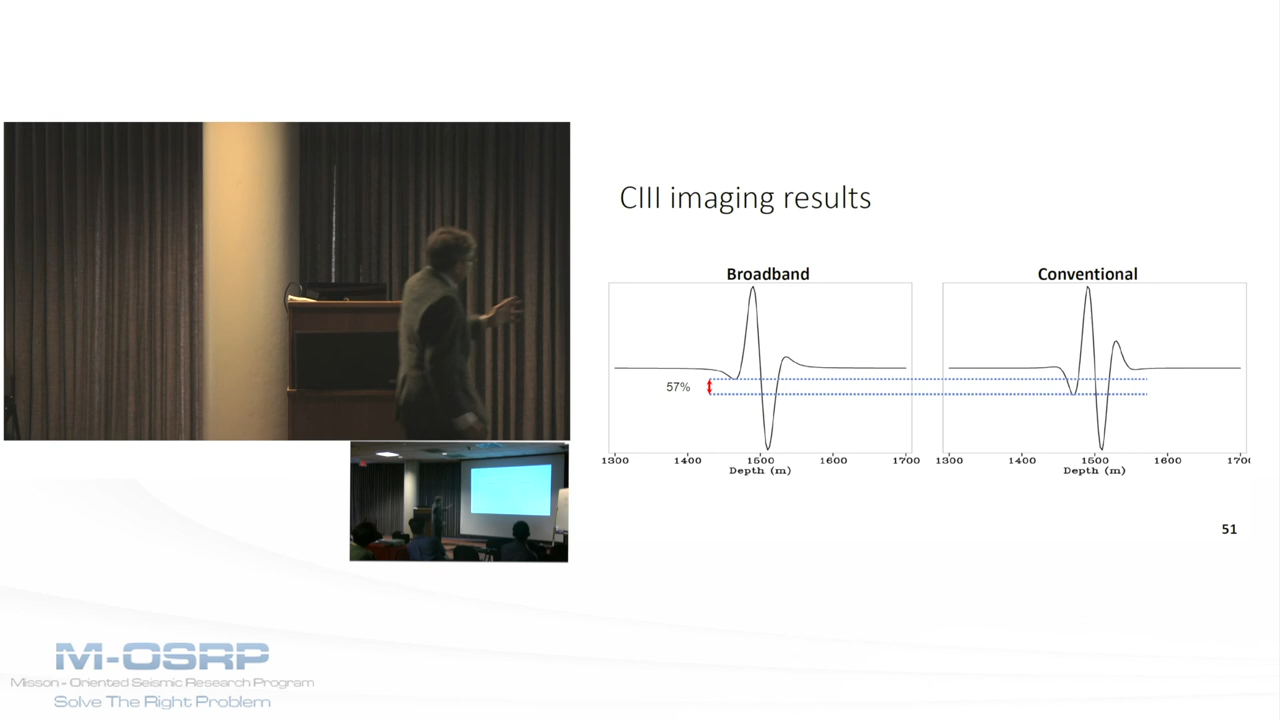 CIII imaging results
Broadband
Conventional
57%
1300 1400 1500 1600 1700
Depth (m)
1300 1400 1500 1600 170
Depth (m)
51
M-OSRP
Misson - Oriented Seismic Research Program
Solve The Right Problem